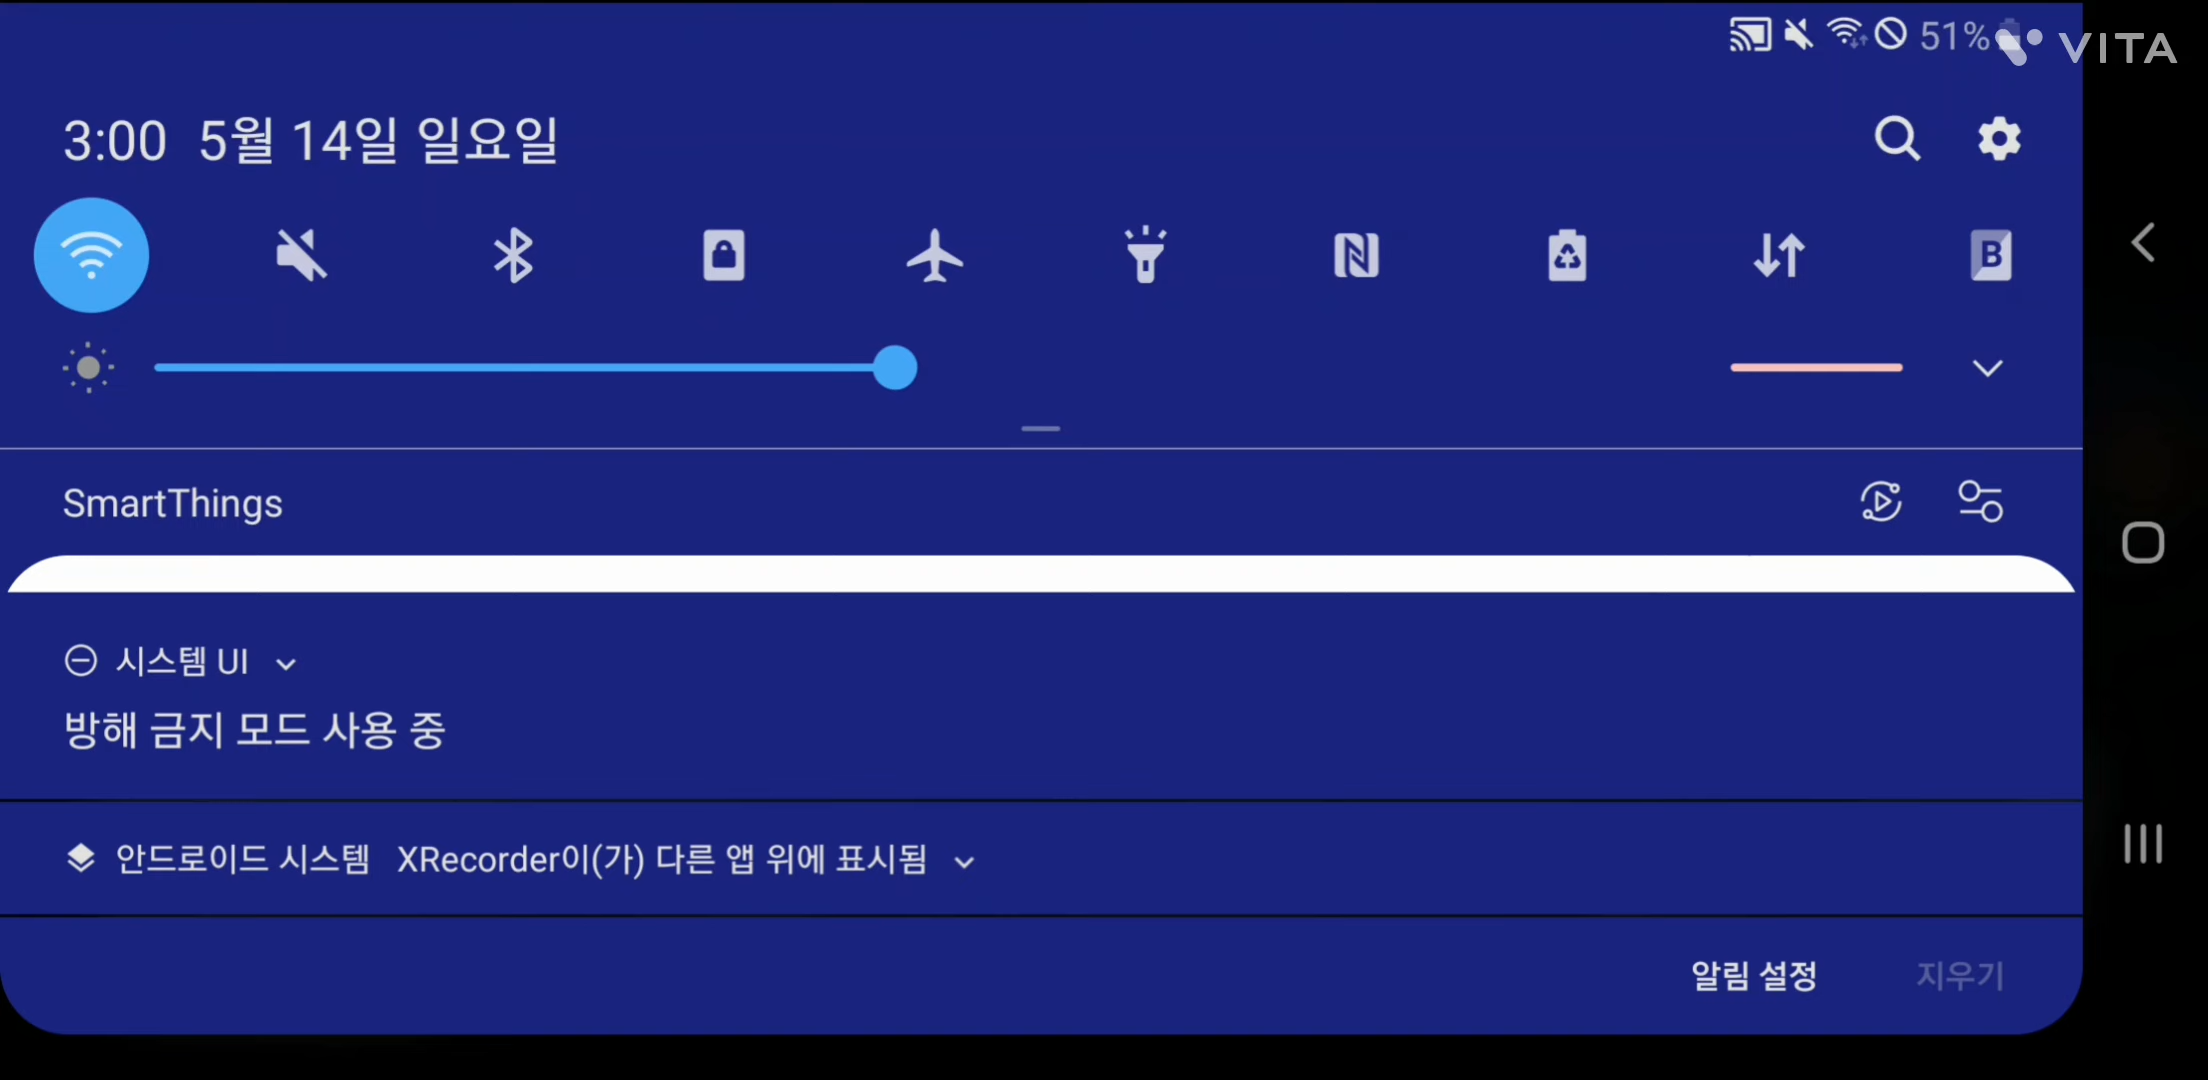 51%
VITA
3:00 5월 14일 일요일
B
SmartThings
시스템 UI
방해 금지 모드 사용 중
안드로이드 시스템 XRecorder이(가) 다른 앱 위에 표시됨
알림 설정 지우기